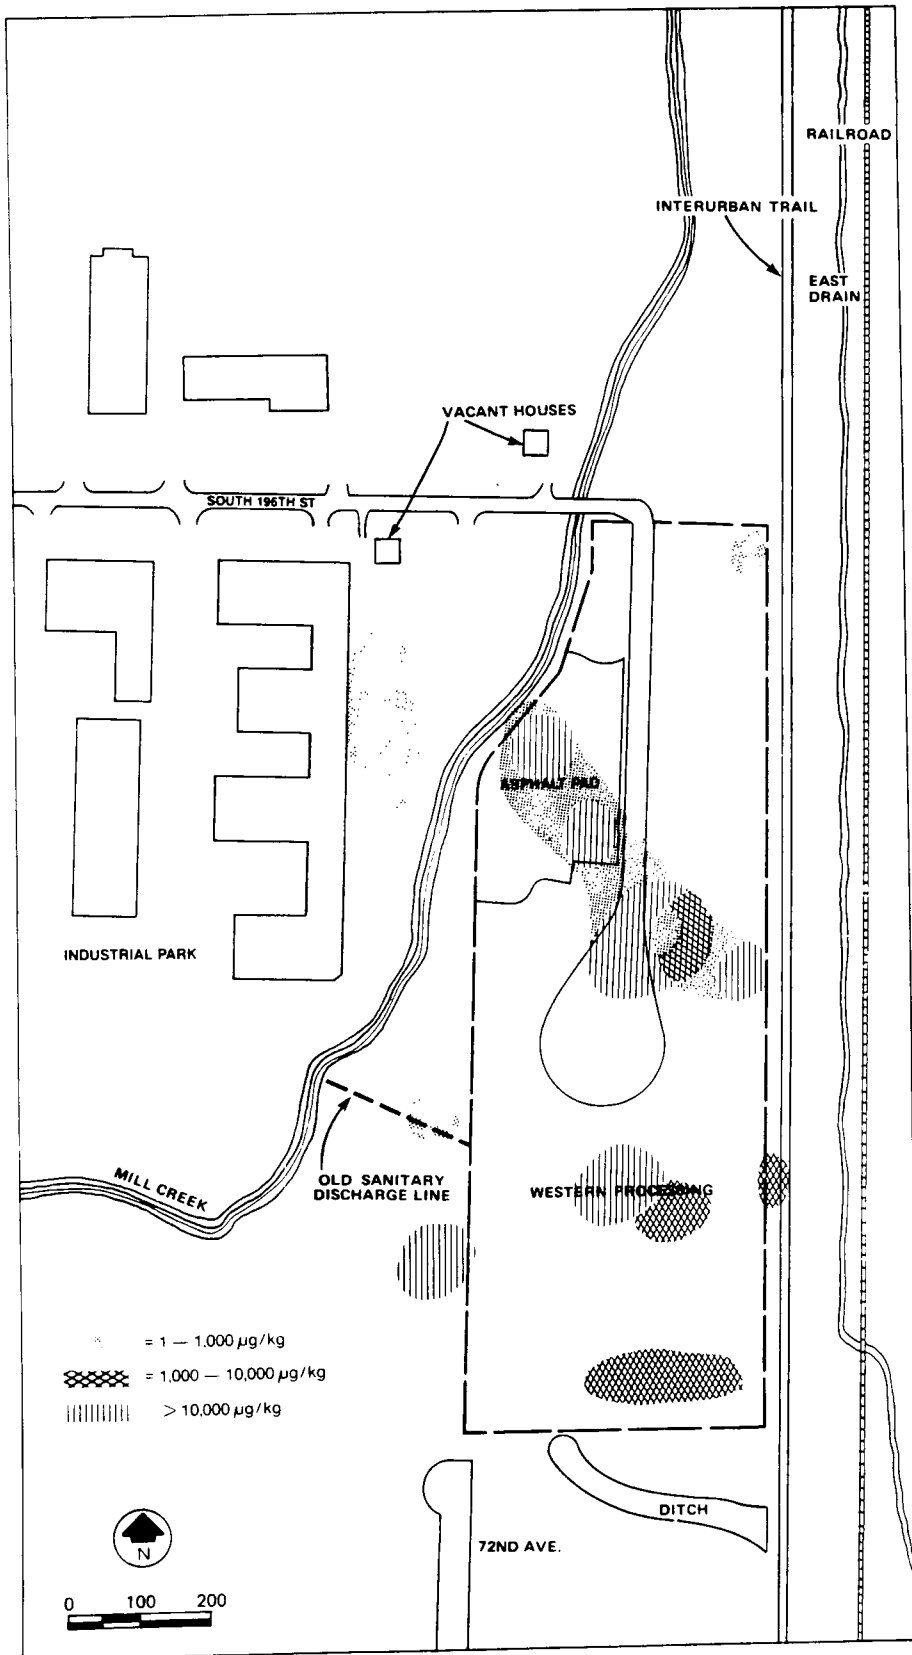 RAILROAD
INTERURBAN TRAIL
EAST
DRAIN
VACANT HOUSES
SOUTH 196TH ST
ASPHALT PAD
INDUSTRIAL PARK
MILL CREEK
OLD SANITARY
DISCHARGE LINE
WESTERN PROCESSING
= 1 — 1,000 µg/kg
= 1,000 — 10,000 µg/kg
> 10,000 µg/kg
DITCH
N
72ND AVE.
0 100 200